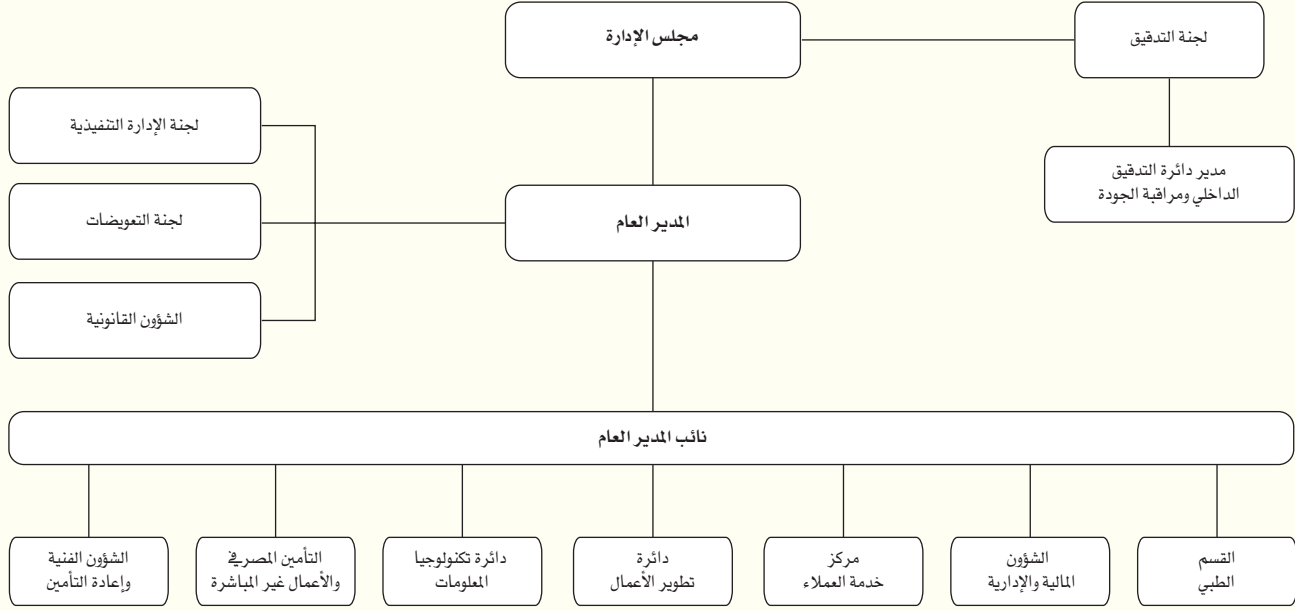 مجلس الإدارة
لجنة التدقيق
لجنة الإدارة التنفيذية
مدير دائرة التدقيق
الداخلي ومراقبة الجودة
المدير العام
لجنة التعويضات
الشؤون القانونية
نائب المدير العام
القسم
الطبي
الشؤون
المالية والإدارية
مركز
خدمة العملاء
دائرة
تطوير الأعمال
دائرة تكنولوجيا
المعلومات
التأمين المصرفي
والأعمال غير المباشرة
الشؤون الفنية
وإعادة التأمين